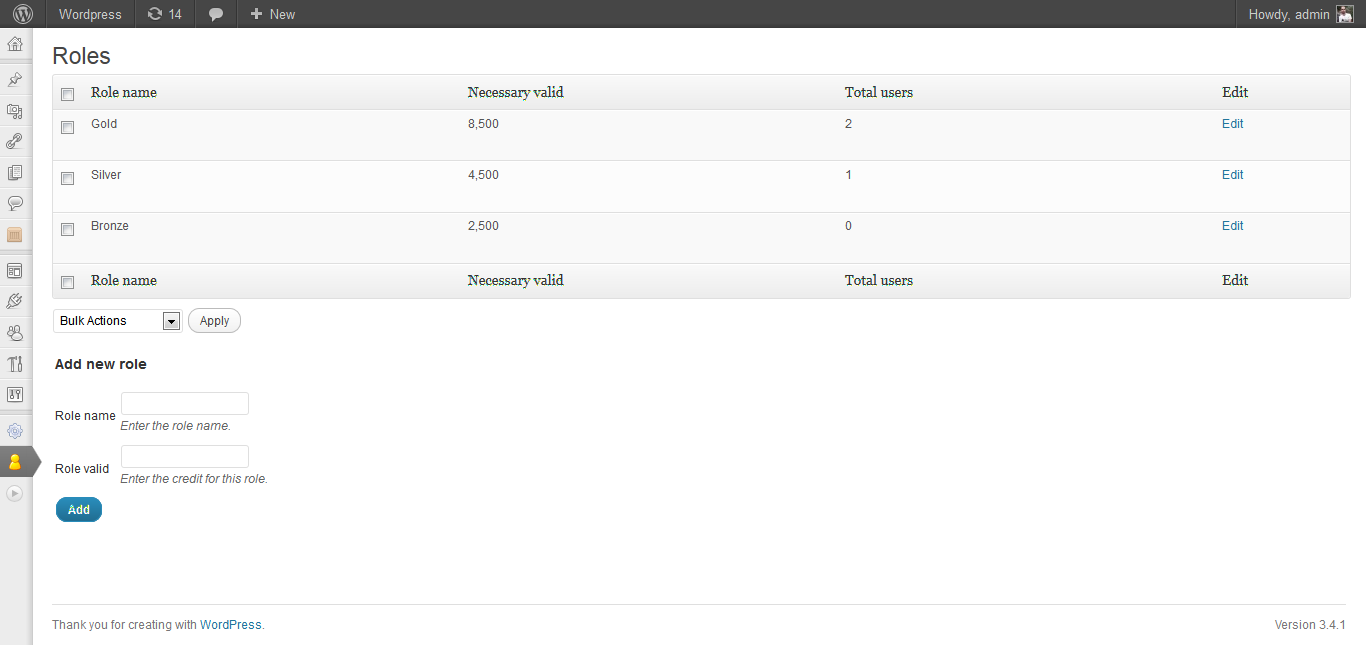 Wordpress 14 New Howdy, admin
Roles
Role name Necessary valid Total users Edit
Gold 8,500 2 Edit
Silver 4,500 1 Edit
Bronze 2,500 0 Edit
Role name Necessary valid Total users Edit
Bulk Actions Apply
Add new role
Role name
Enter the role name.
Role valid
Enter the credit for this role.
Add
Thank you for creating with WordPress. Version 3.4.1